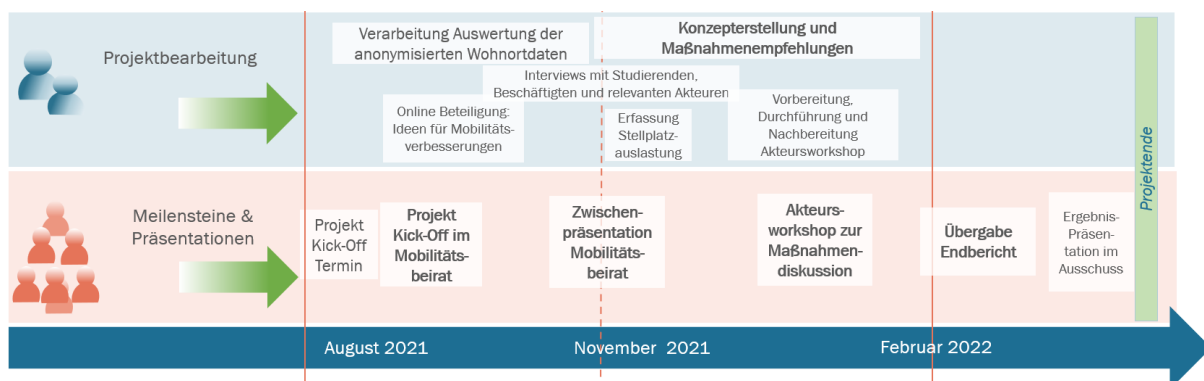 Projektbearbeitung
Verarbeitung Auswertung der
anonymisierten Wohnortdaten
Konzepterstellung und
Maßnahmenempfehlungen
Interviews mit Studierenden,
Beschäftigten und relevanten Akteuren
Online Beteiligung:
Ideen für Mobilitäts-
verbesserungen
Erfassung
Stellplatz-
auslastung
Vorbereitung,
Durchführung und
Nachbereitung
Akteursworkshop
Meilensteine &
Präsentationen
Projekt
Kick-Off
Termin
Projekt
Kick-Off im
Mobilitäts-
beirat
Zwischen-
präsentation
Mobilitäts-
beirat
Akteurs-
workshop zur
Maßnahmen-
diskussion
Übergabe
Endbericht
Ergebnis-
Präsen-
tation im
Ausschuss
Projektende
August 2021
November 2021
Februar 2022